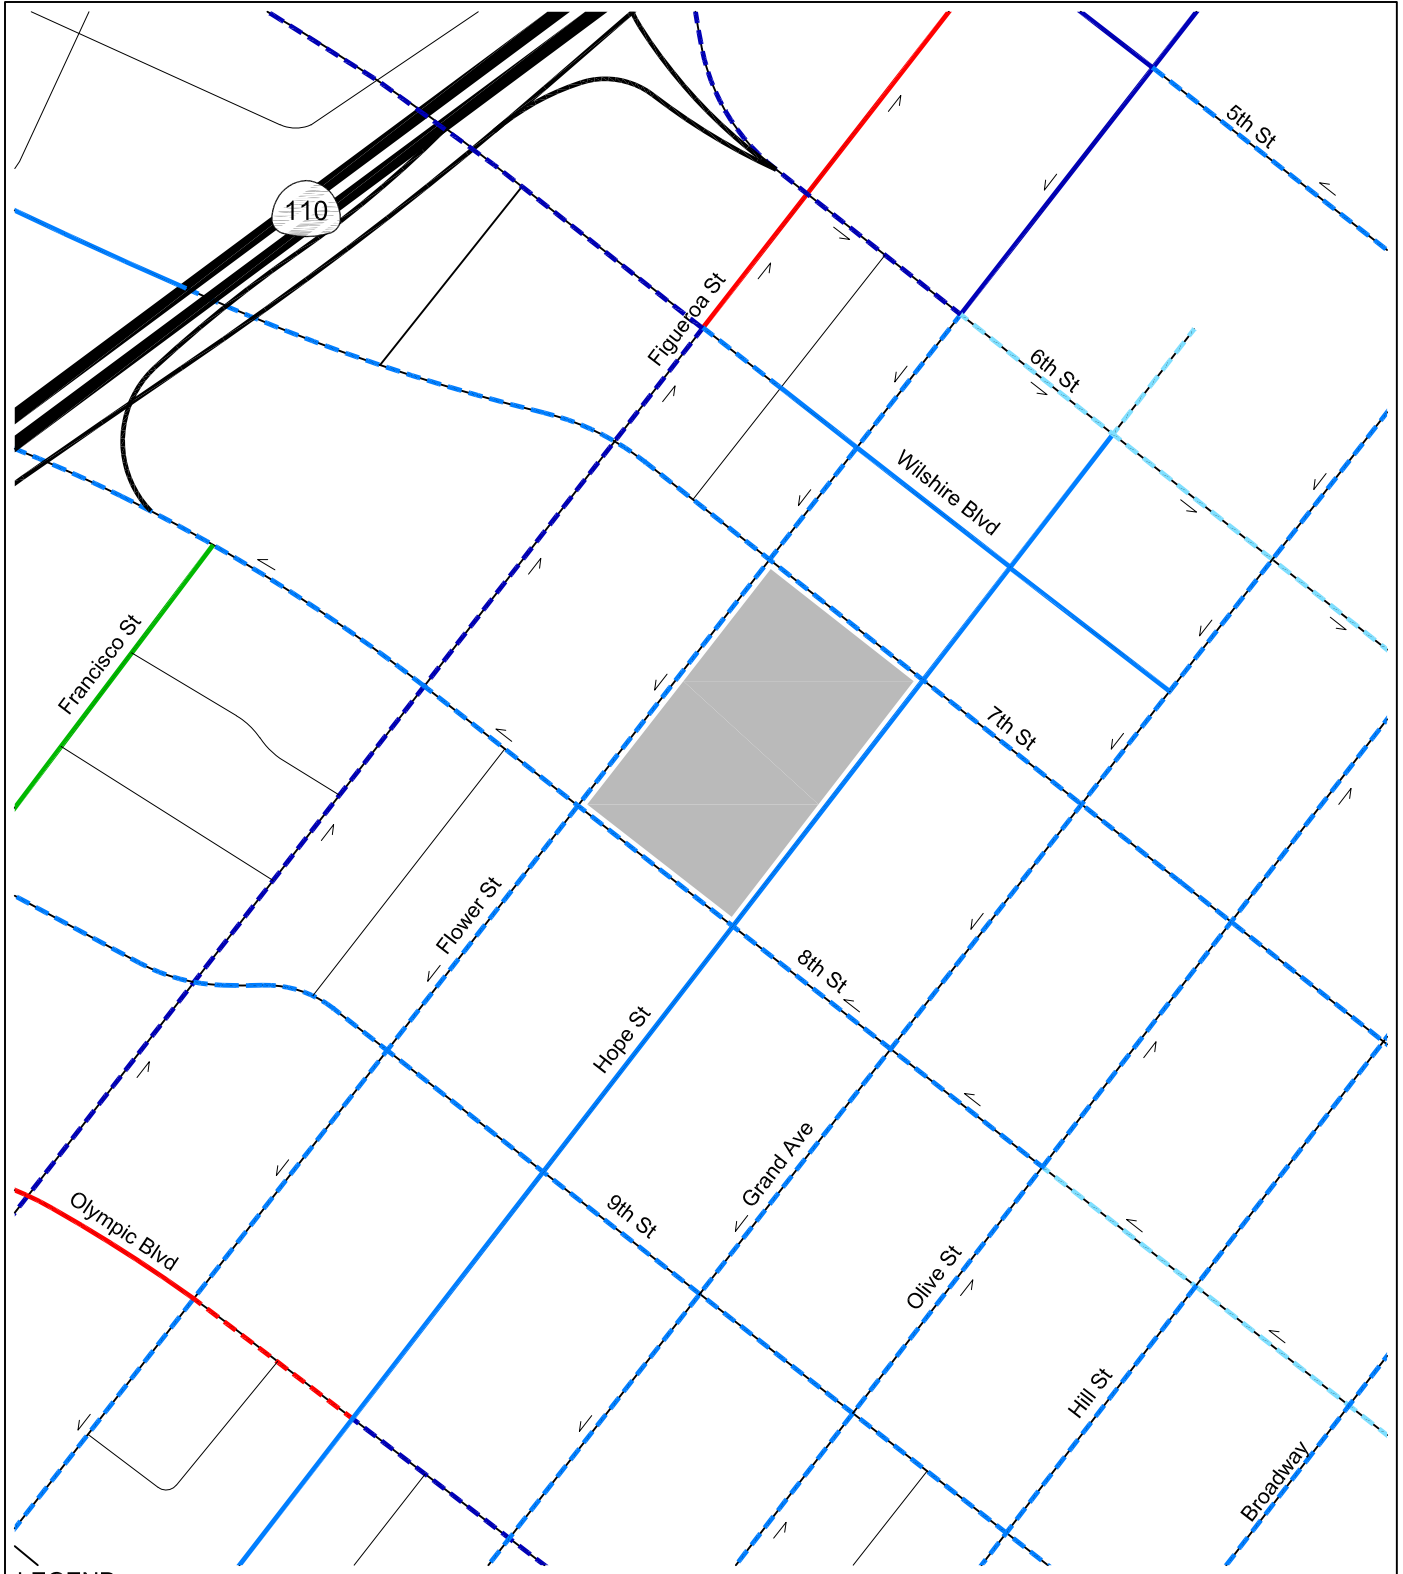 5th St
110
Figueroa St
6th St
Wilshire Blvd
Francisco St
7th St
Flower St
8th St
Hope St
Grand Ave
Olympic Blvd
9th St
Olive St
Hill St
Broadway
LEGEND